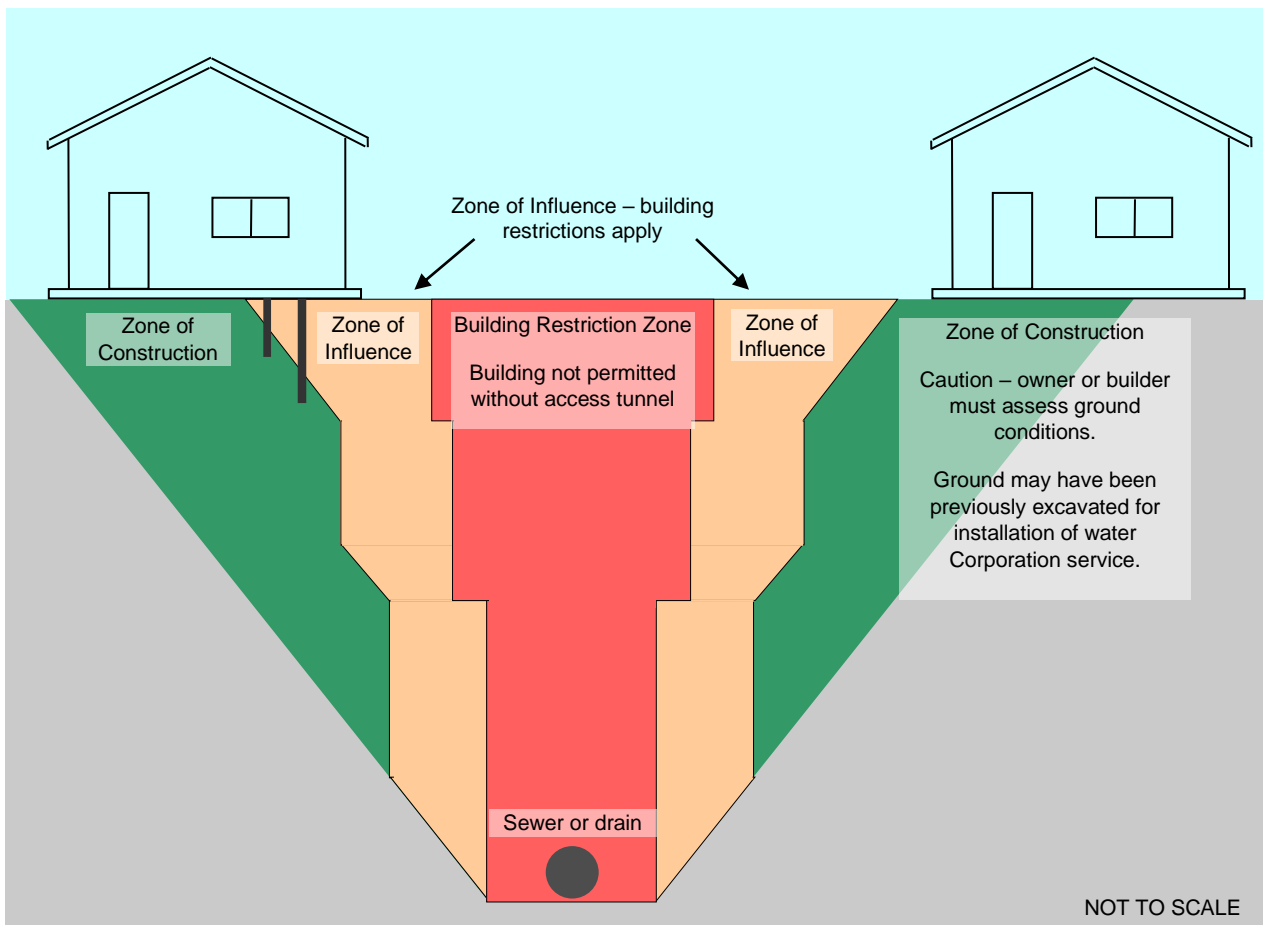 Zone of Influence – building
restrictions apply
Zone of
Construction
Zone of
Influence
Building Restriction Zone
Building not permitted
without access tunnel
Zone of
Influence
Zone of Construction
Caution – owner or builder
must assess ground
conditions.
Ground may have been
previously excavated for
installation of water
Corporation service.
Sewer or drain
NOT TO SCALE